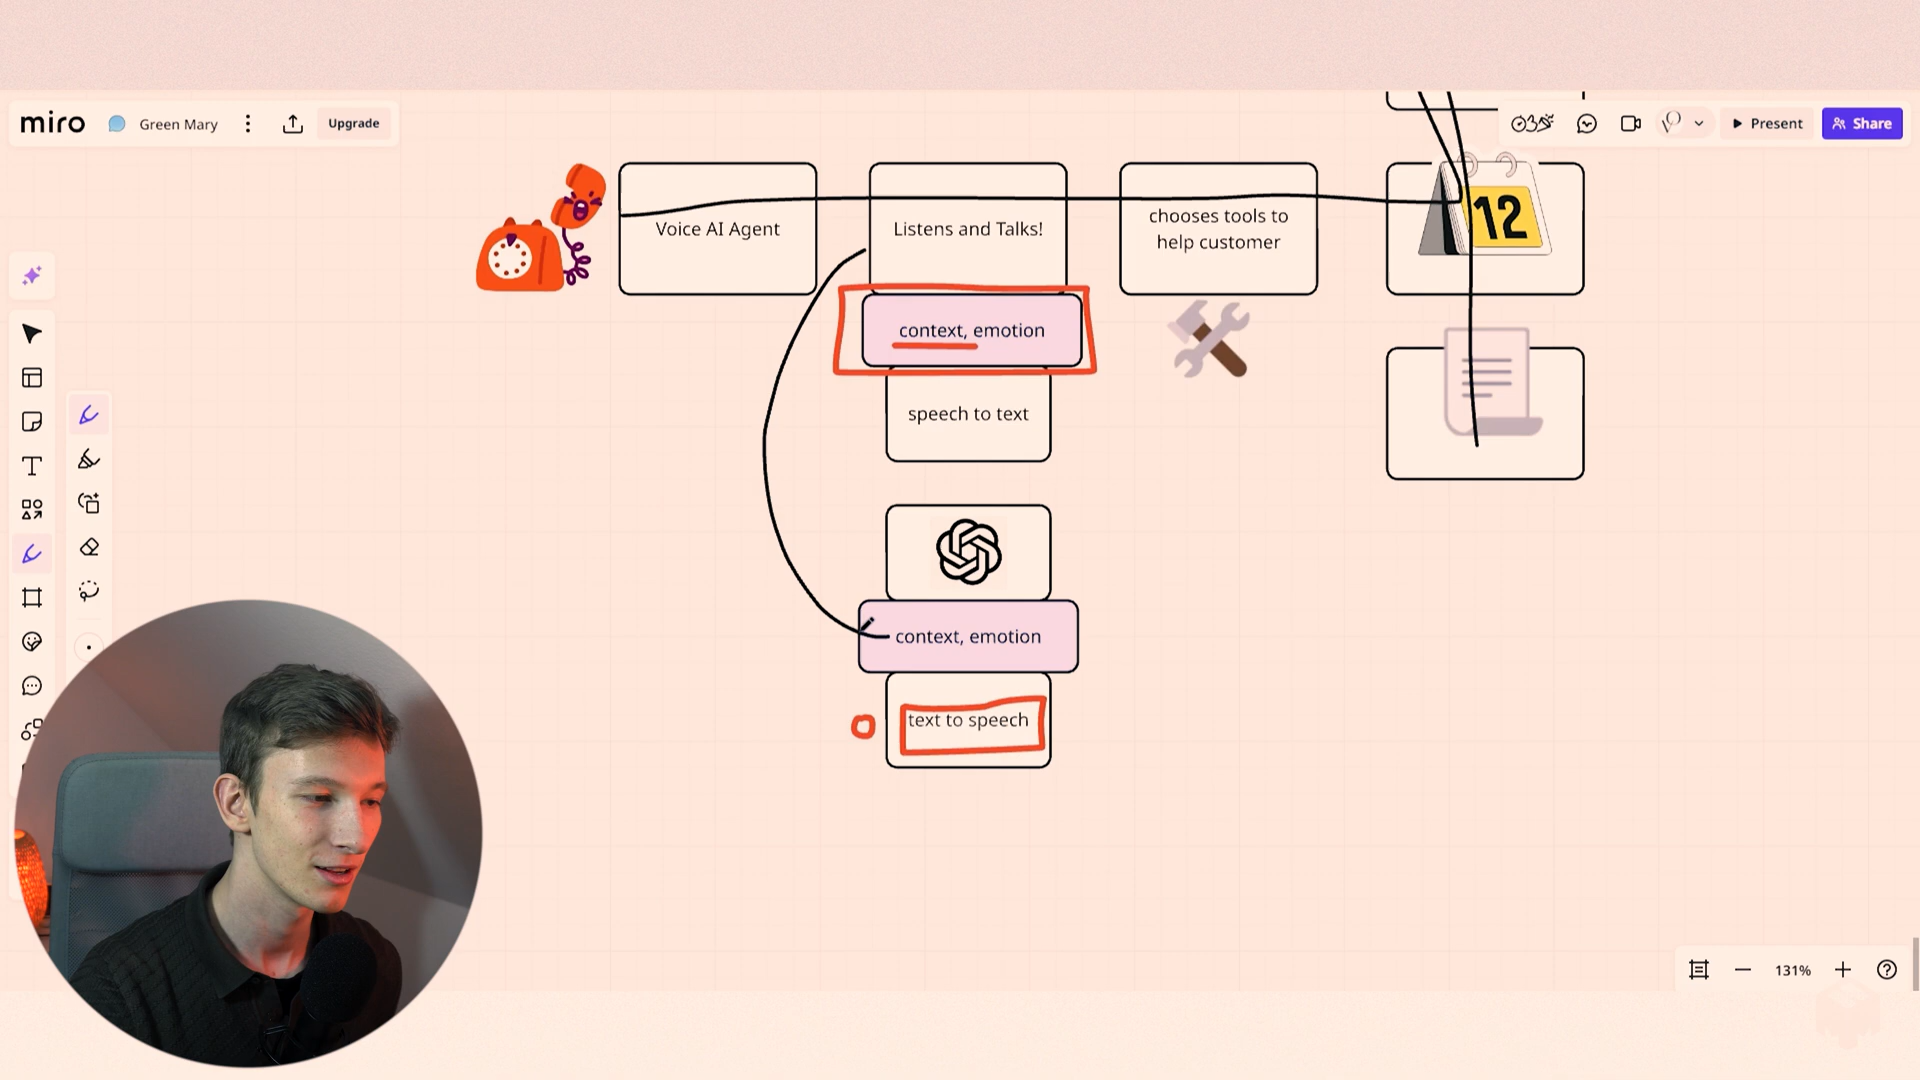 miro
Green Mary
Upgrade
Present
Share
Voice AI Agent
Listens and Talks!
chooses tools to
help customer
12
context, emotion
speech to text
context, emotion
text to speech
131%